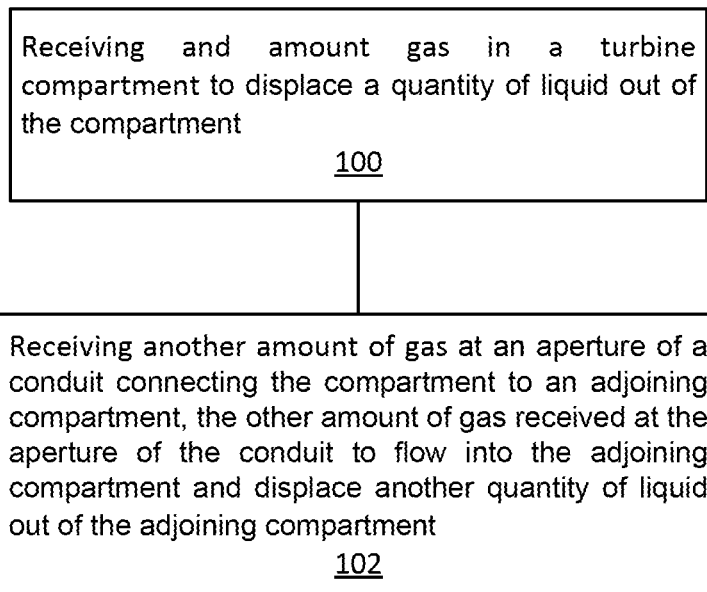 Receiving and amount gas in a turbine
compartment to displace a quantity of liquid out of
the compartment
100
Receiving another amount of gas at an aperture of a
conduit connecting the compartment to an adjoining
compartment, the other amount of gas received at the
aperture of the conduit to flow into the adjoining
compartment and displace another quantity of liquid
out of the adjoining compartment
102